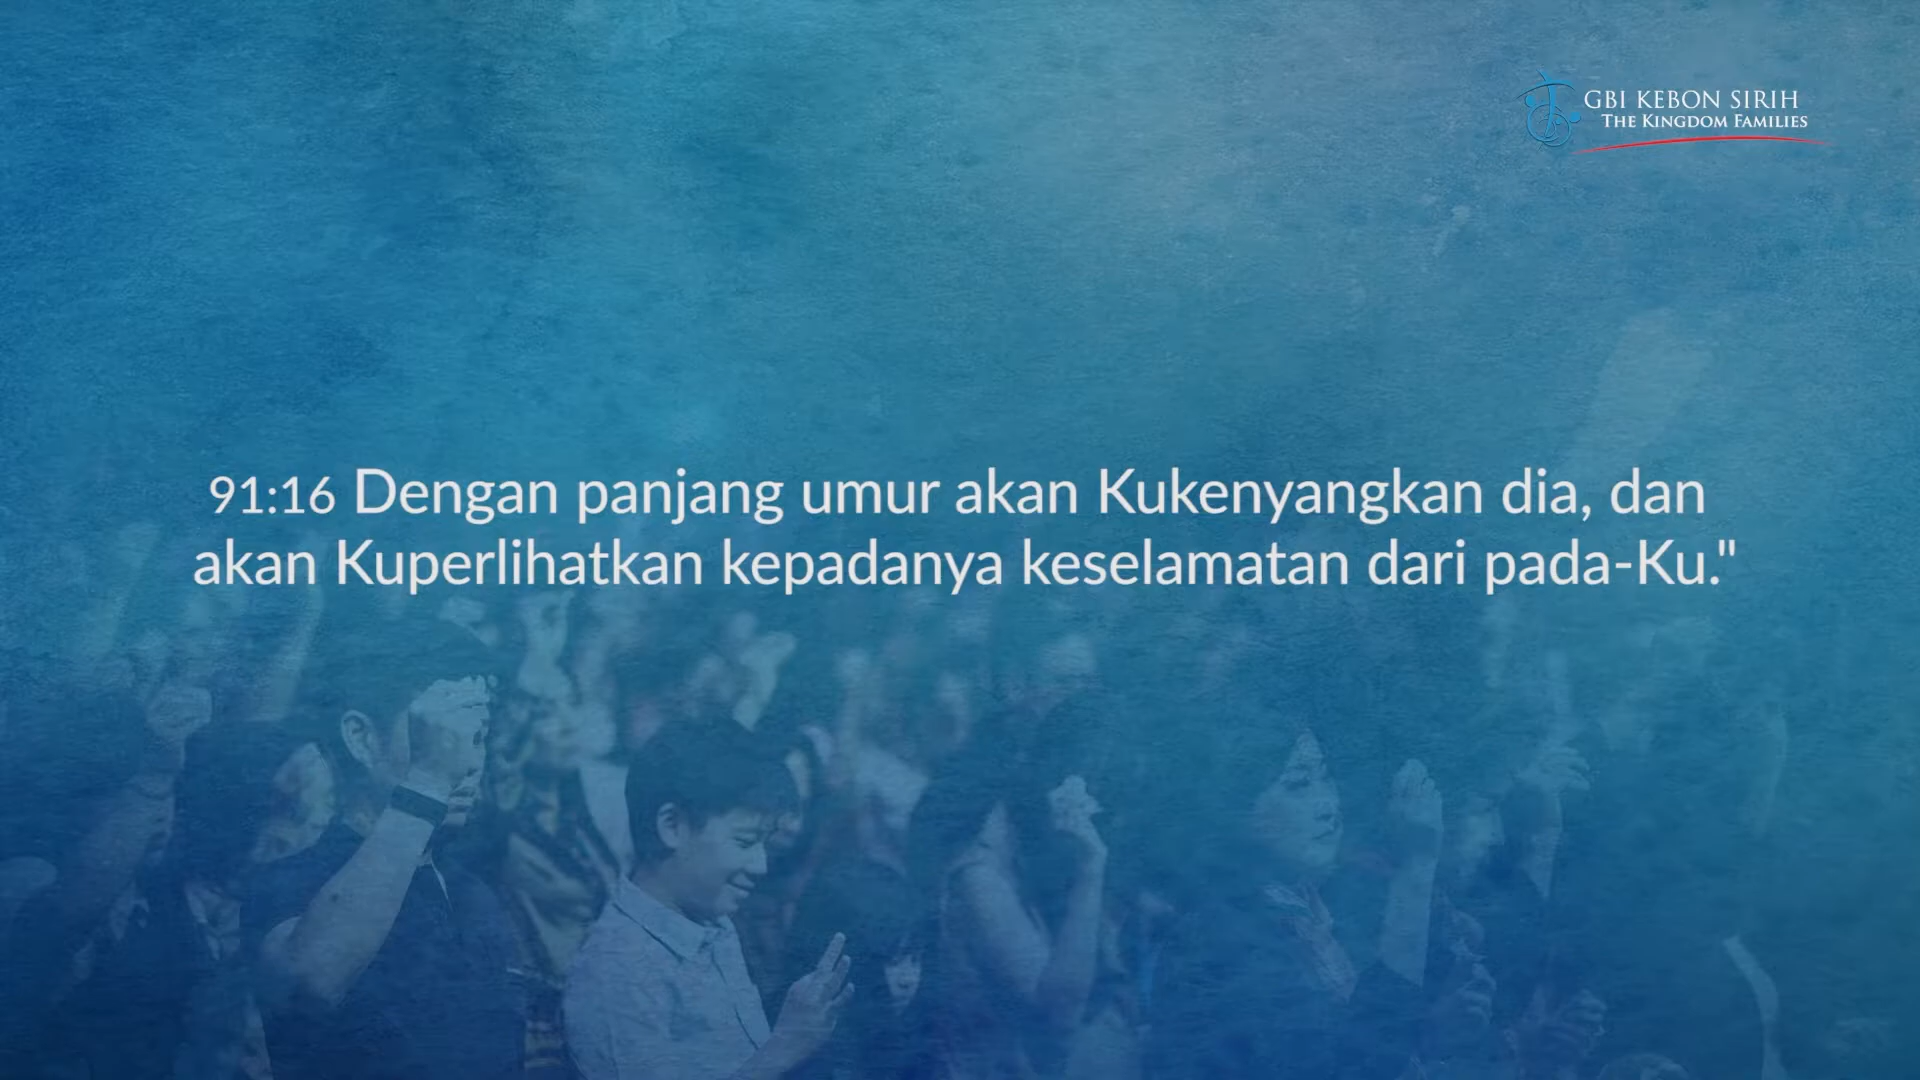 GBI KEBON SIRIH
THE KINGDOM FAMILIES
91:16 Dengan panjang umur akan Kukenyangkan dia, dan
akan Kuperlihatkan kepadanya keselamatan dari pada-Ku."